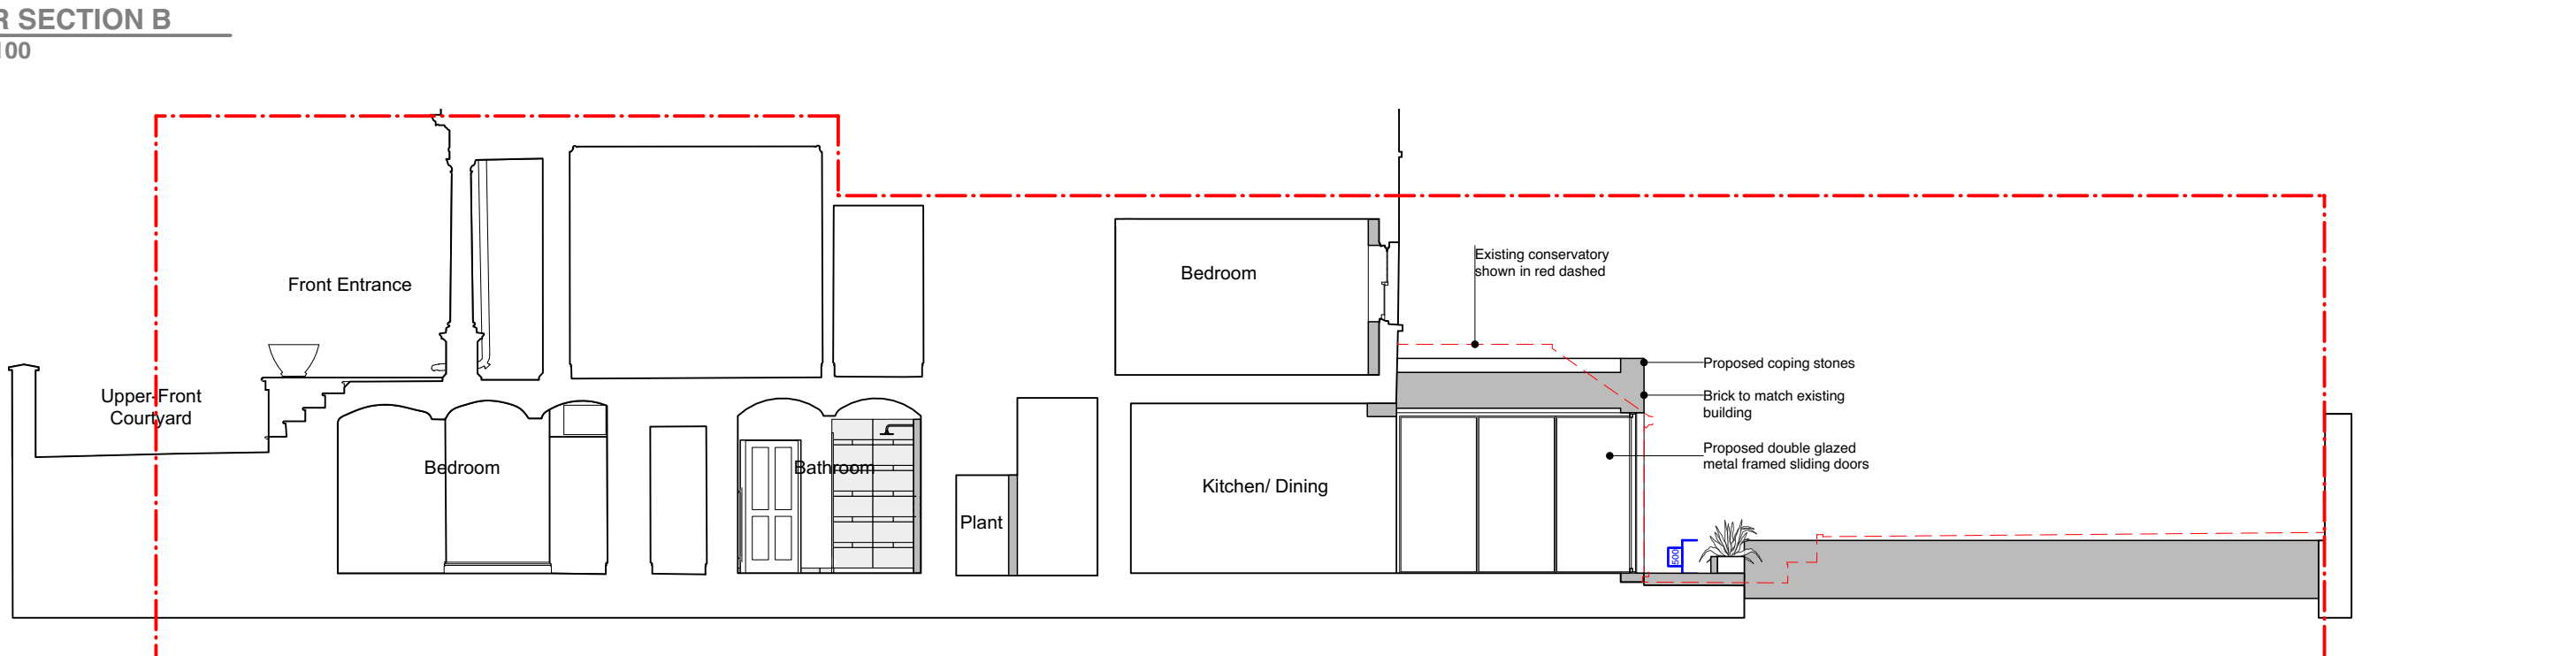 R SECTION B
100
Existing conservatory
shown in red dashed
Bedroom
Front Entrance
Proposed coping stones
Upper-Front
Courtyard
Brick to match existing
building
Proposed double glazed
metal framed sliding doors
Bedroom
Bathroom
Kitchen/ Dining
Plant
500